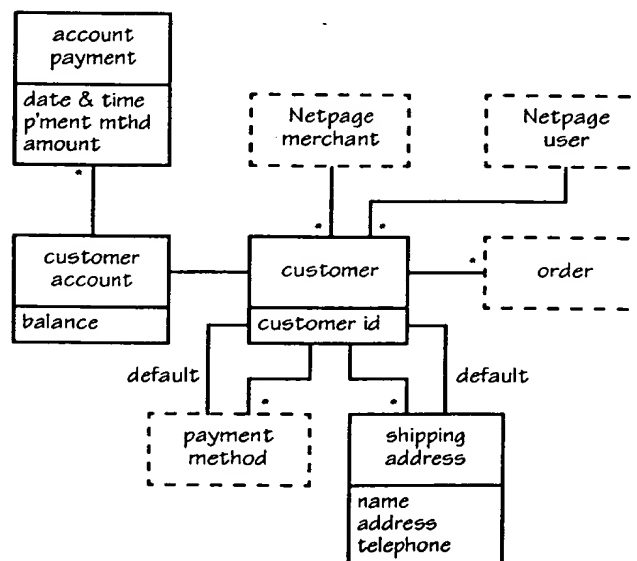 account
payment
date & time
p'ment mthd
amount
*
Netpage
merchant
*
Netpage
user
*
customer
account
balance
customer
customer id
*
order
default
*
payment
method
default
*
shipping
address
name
address
telephone